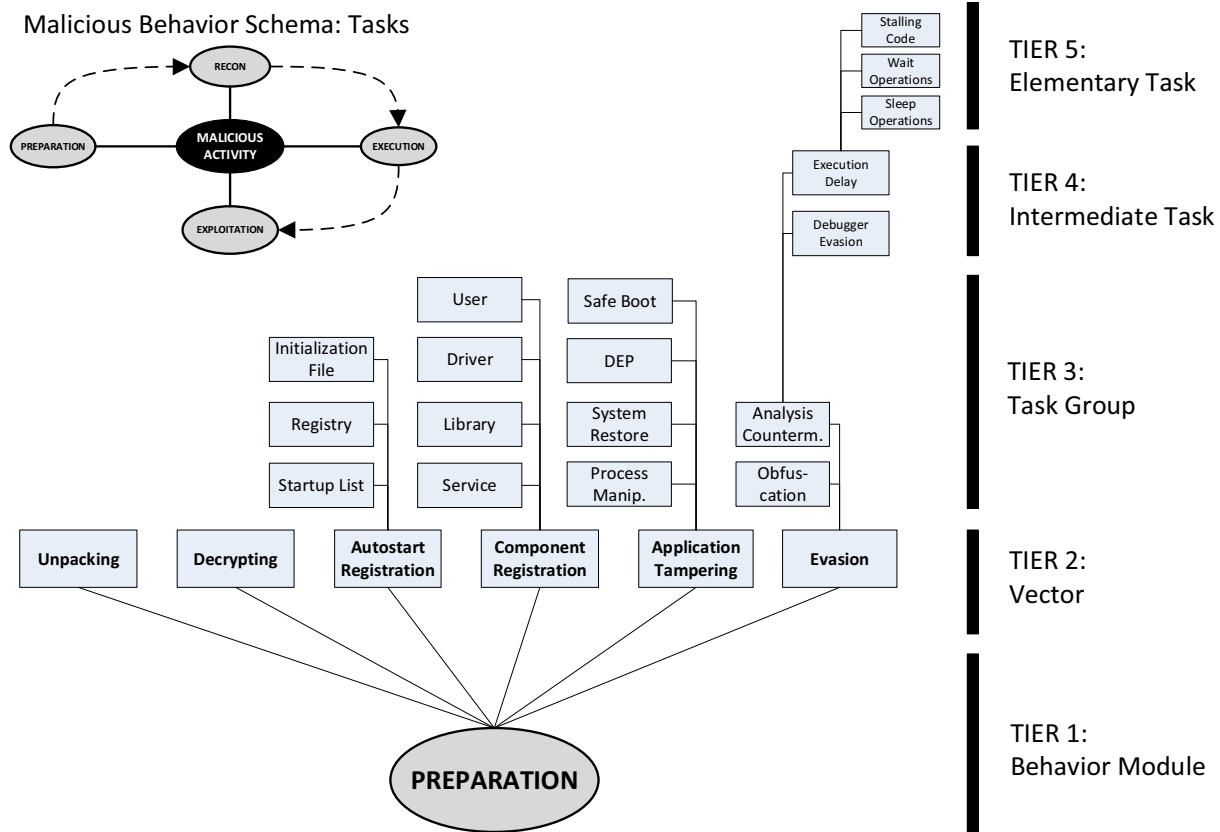 Malicious Behavior Schema: Tasks
RECON
PREPARATION
MALICIOUS
ACTIVITY
EXECUTION
EXPLOITATION
Stalling
Code
Wait
Operations
Sleep
Operations
TIER 5:
Elementary Task
Execution
Delay
Debugger
Evasion
TIER 4:
Intermediate Task
User
Safe Boot
Initialization
File
Driver
DEP
Registry
Library
System
Restore
Analysis
Counterm.
Startup List
Service
Process
Manip.
Obfus-
cation
TIER 3:
Task Group
Unpacking
Decrypting
Autostart
Registration
Component
Registration
Application
Tampering
Evasion
TIER 2:
Vector
PREPARATION
TIER 1:
Behavior Module